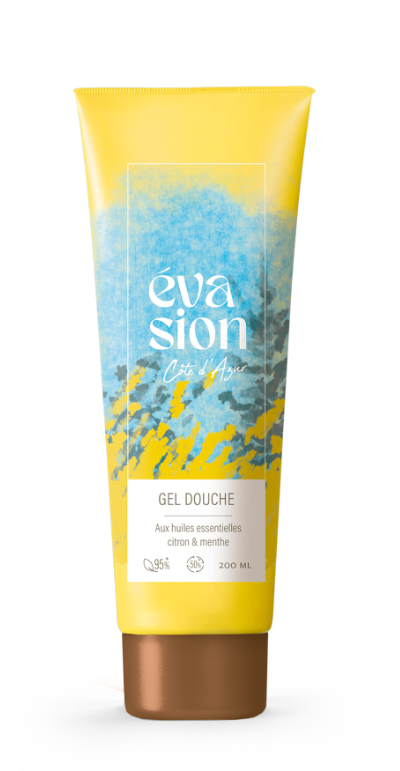 éva
sion
Côte d'Azur
GEL DOUCHE
Aux huiles essentielles
citron & menthe
95%
50%
200 ML